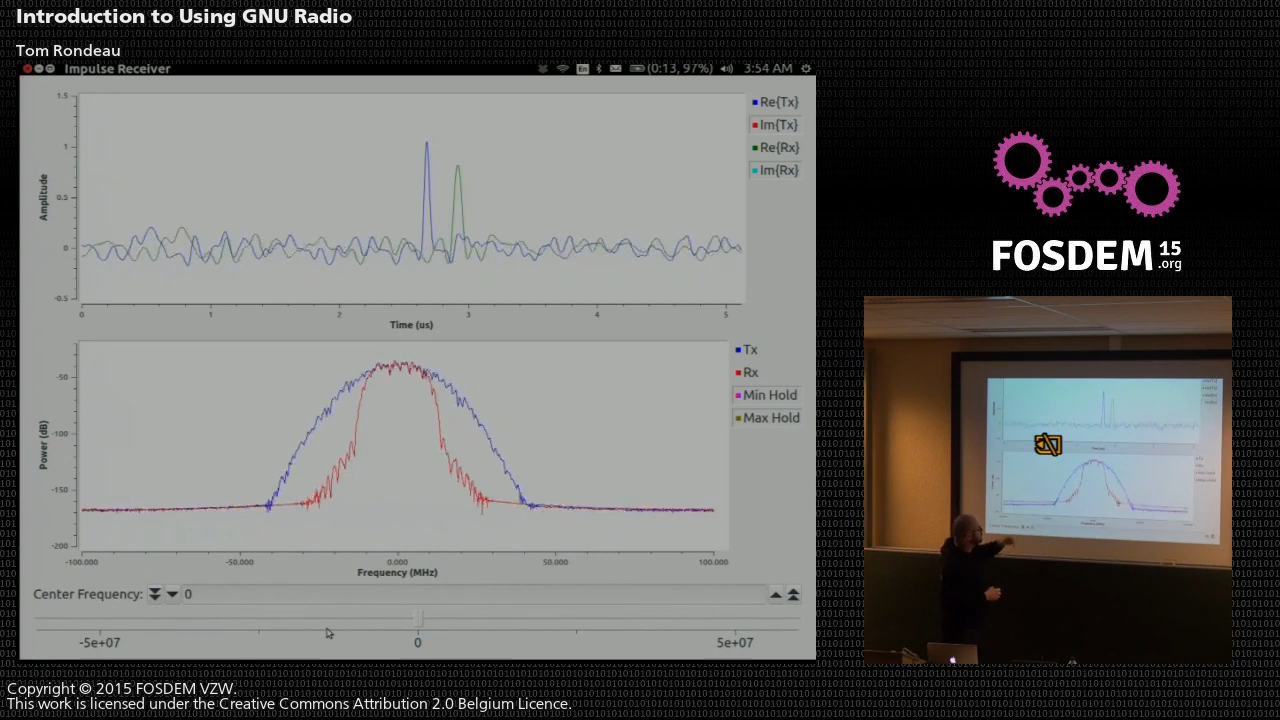 Introduction to Using GNU Radio
Tom Rondeau
Impulse Receiver
En
(0:13, 97%)
3:54 AM
1.5
1
0.5
0
-0.5
Amplitude
0 1 2 3 4 5
Time (us)
Re{Tx}
Im{Tx}
Re{Rx}
Im{Rx}
-50
-100
-150
-200
Power (dB)
-100.000 -50.000 0.000 50.000 100.000
Frequency (MHz)
Tx
Rx
Min Hold
Max Hold
Center Frequency: 0
-5e+07 0 5e+07
FOSDEM 15
.org
Copyright © 2015 FOSDEM VZW.
This work is licensed under the Creative Commons Attribution 2.0 Belgium Licence.